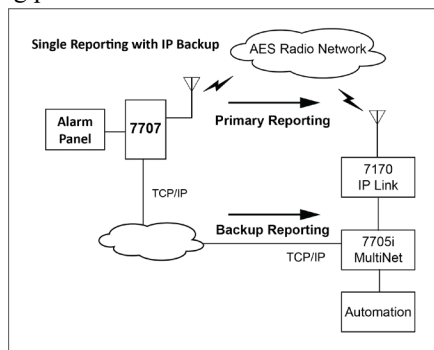 g p
Single Reporting with IP Backup
AES Radio Network
Alarm
Panel
7707
Primary Reporting
7170
IP Link
TCP/IP
Backup Reporting
TCP/IP
7705i
MultiNet
Automation